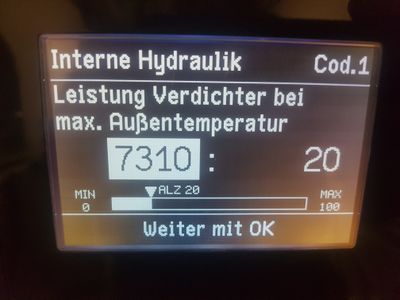 Interne Hydraulik Cod.1
Leistung Verdichter bei
max. Außentemperatur
7310 : 20
ALZ 20
MIN MAX
0 100
Weiter mit OK